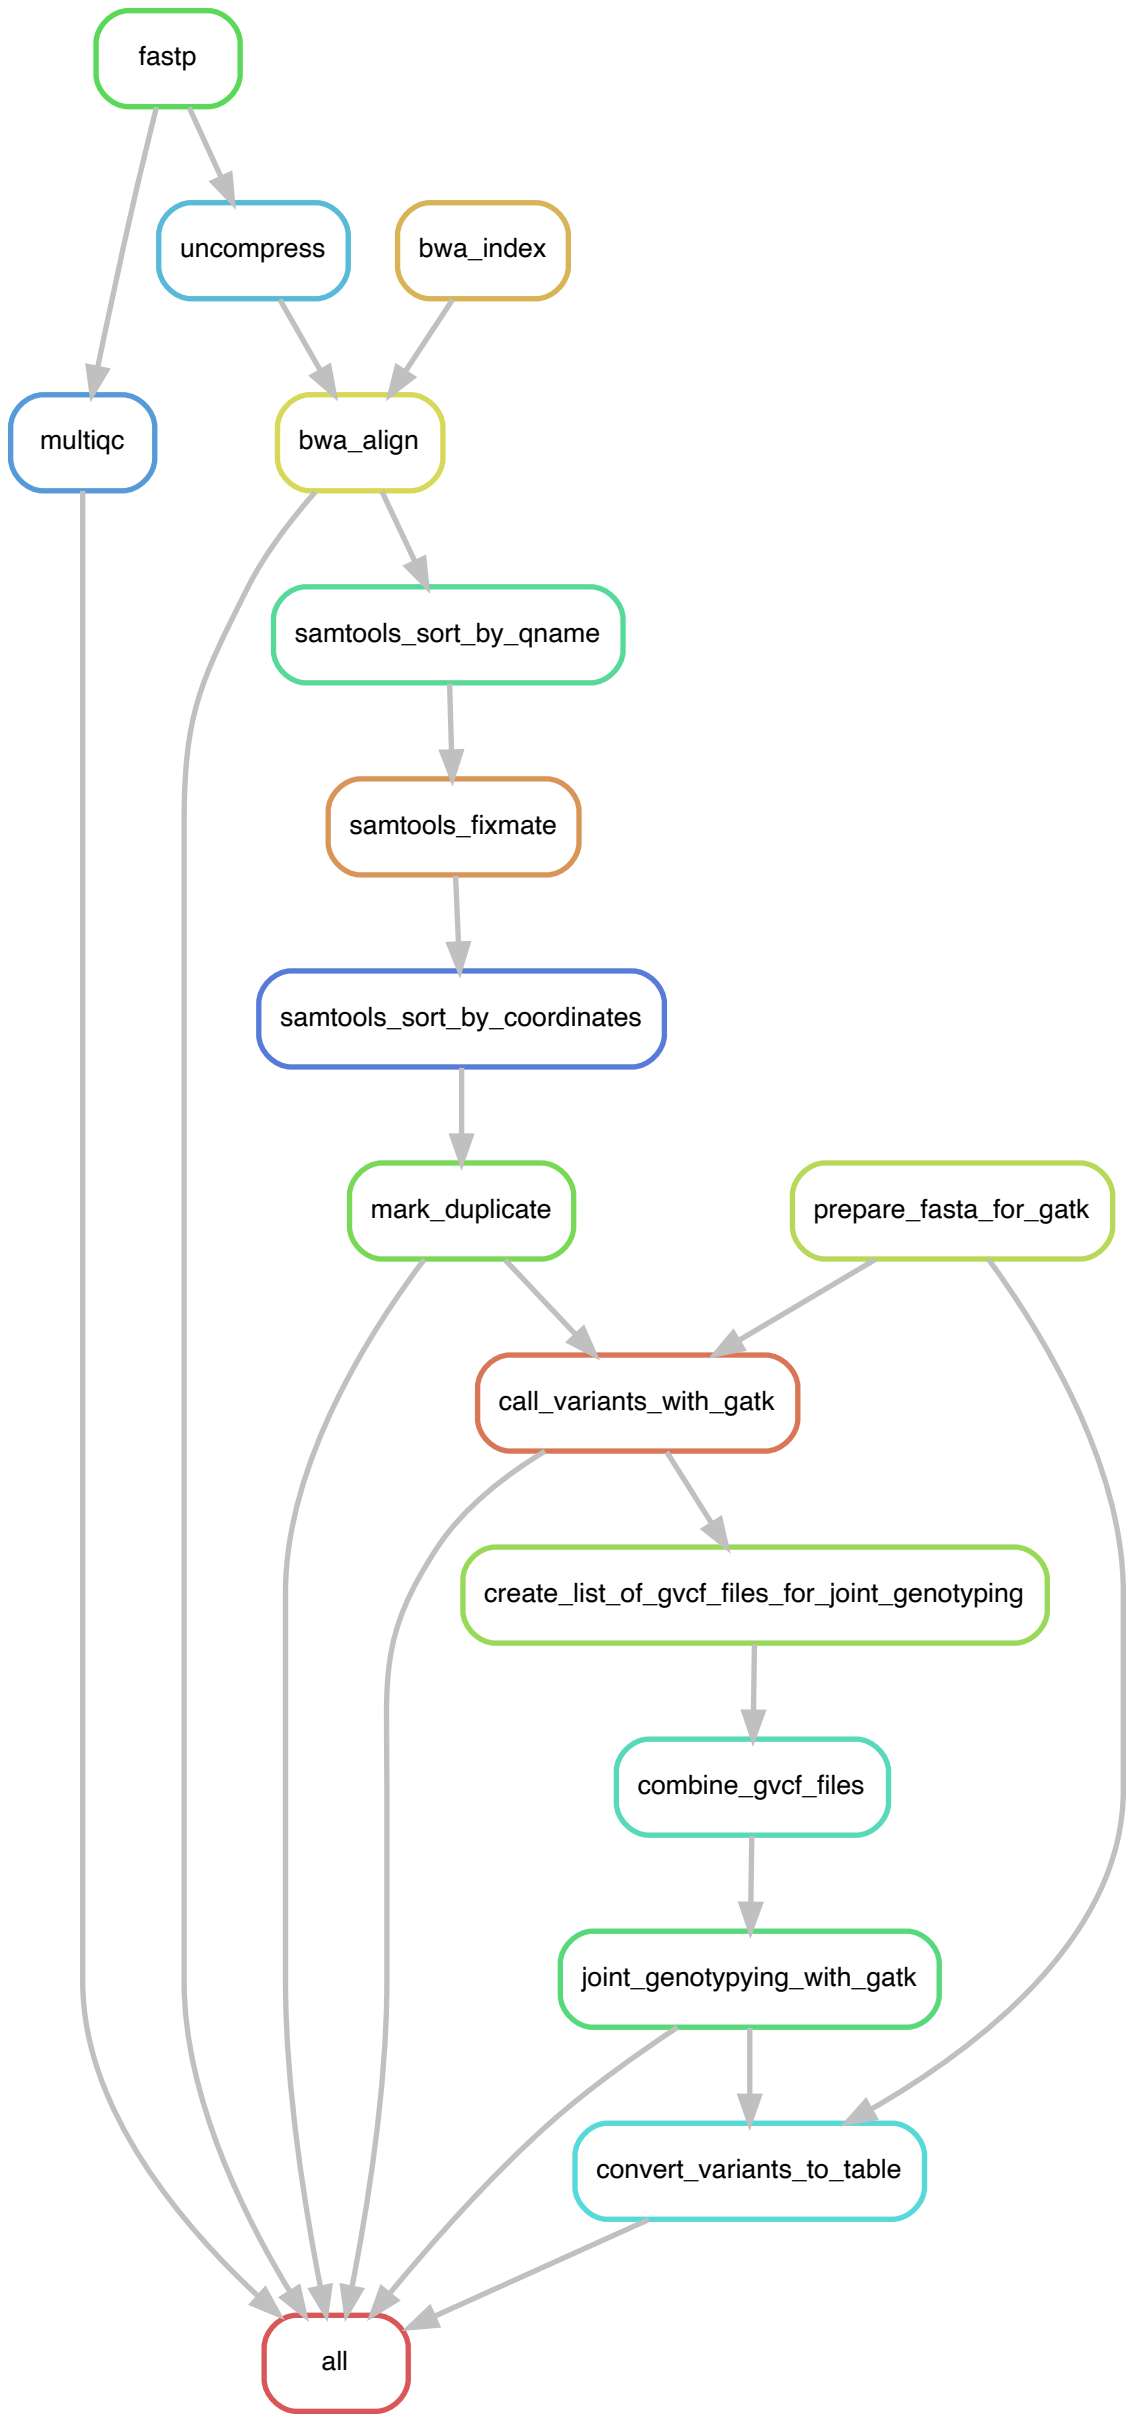 fastp
uncompress
bwa_index
multiqc
bwa_align
samtools_sort_by_qname
samtools_fixmate
samtools_sort_by_coordinates
mark_duplicate
prepare_fasta_for_gatk
call_variants_with_gatk
create_list_of_gvcf_files_for_joint_genotyping
combine_gvcf_files
joint_genotypying_with_gatk
convert_variants_to_table
all